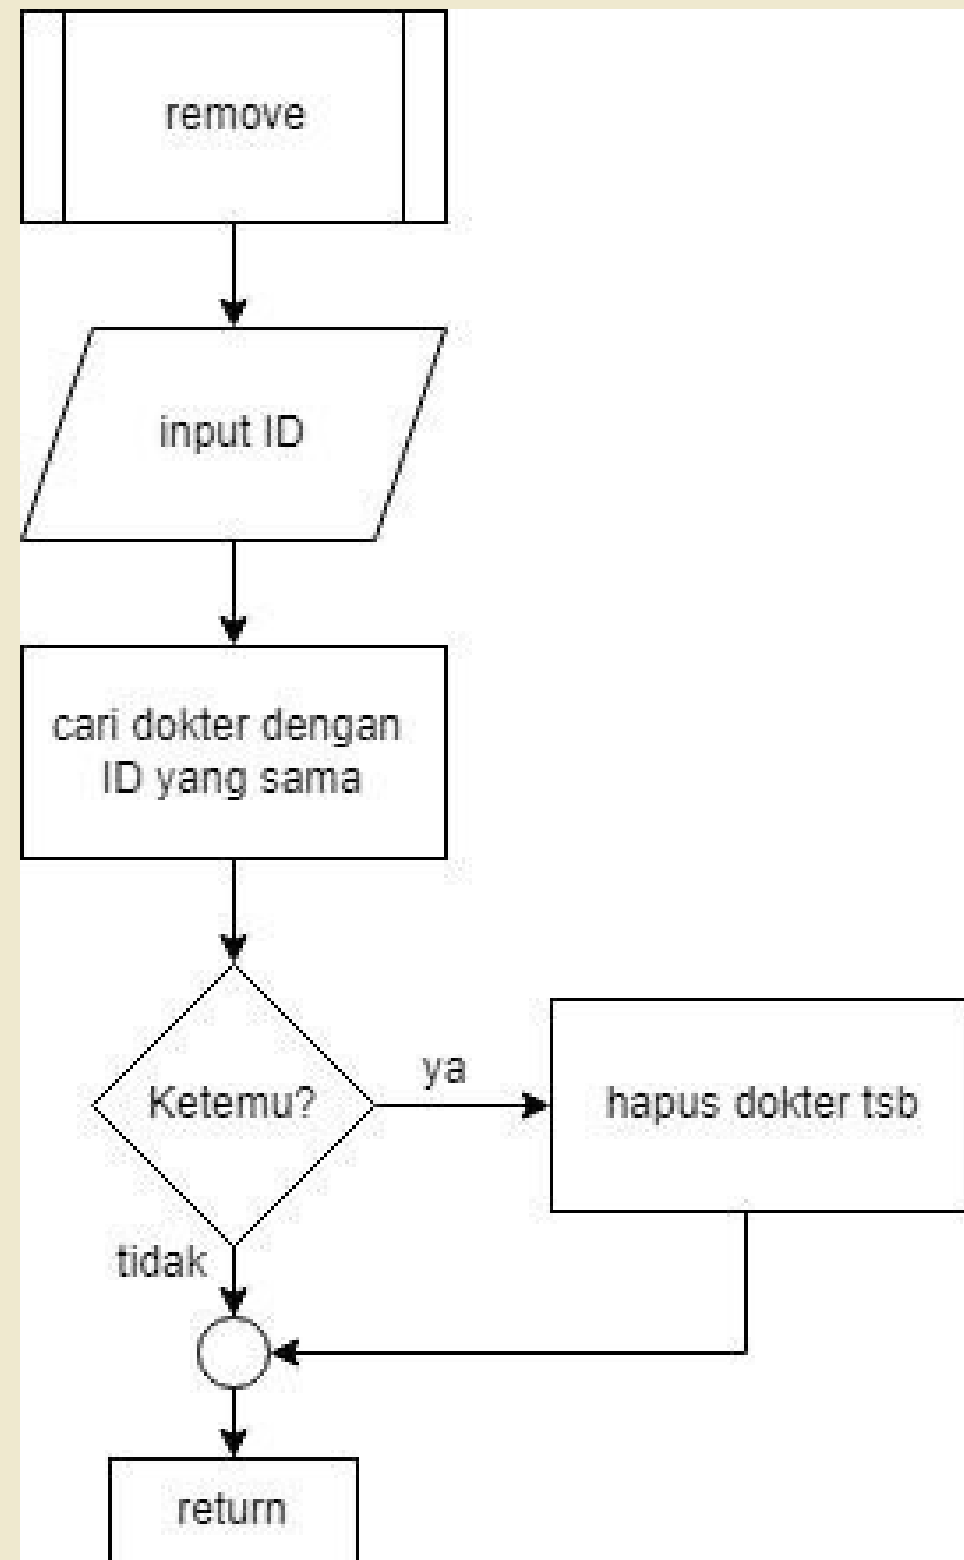 remove
input ID
cari dokter dengan
ID yang sama
Ketemu?
ya
hapus dokter tsb
tidak
return